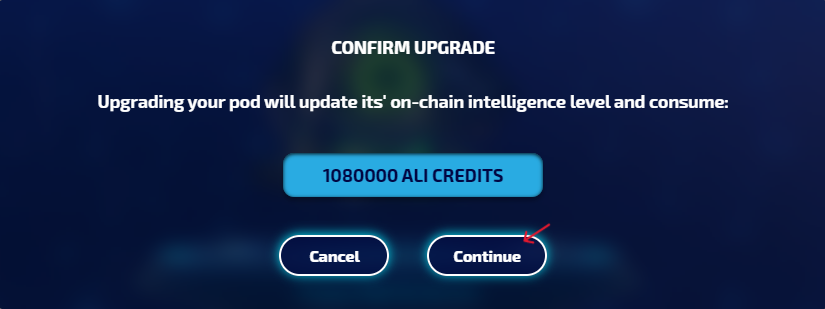 CONFIRM UPGRADE
Upgrading your pod will update its' on-chain intelligence level and consume:
1080000 ALI CREDITS
Cancel
Continue